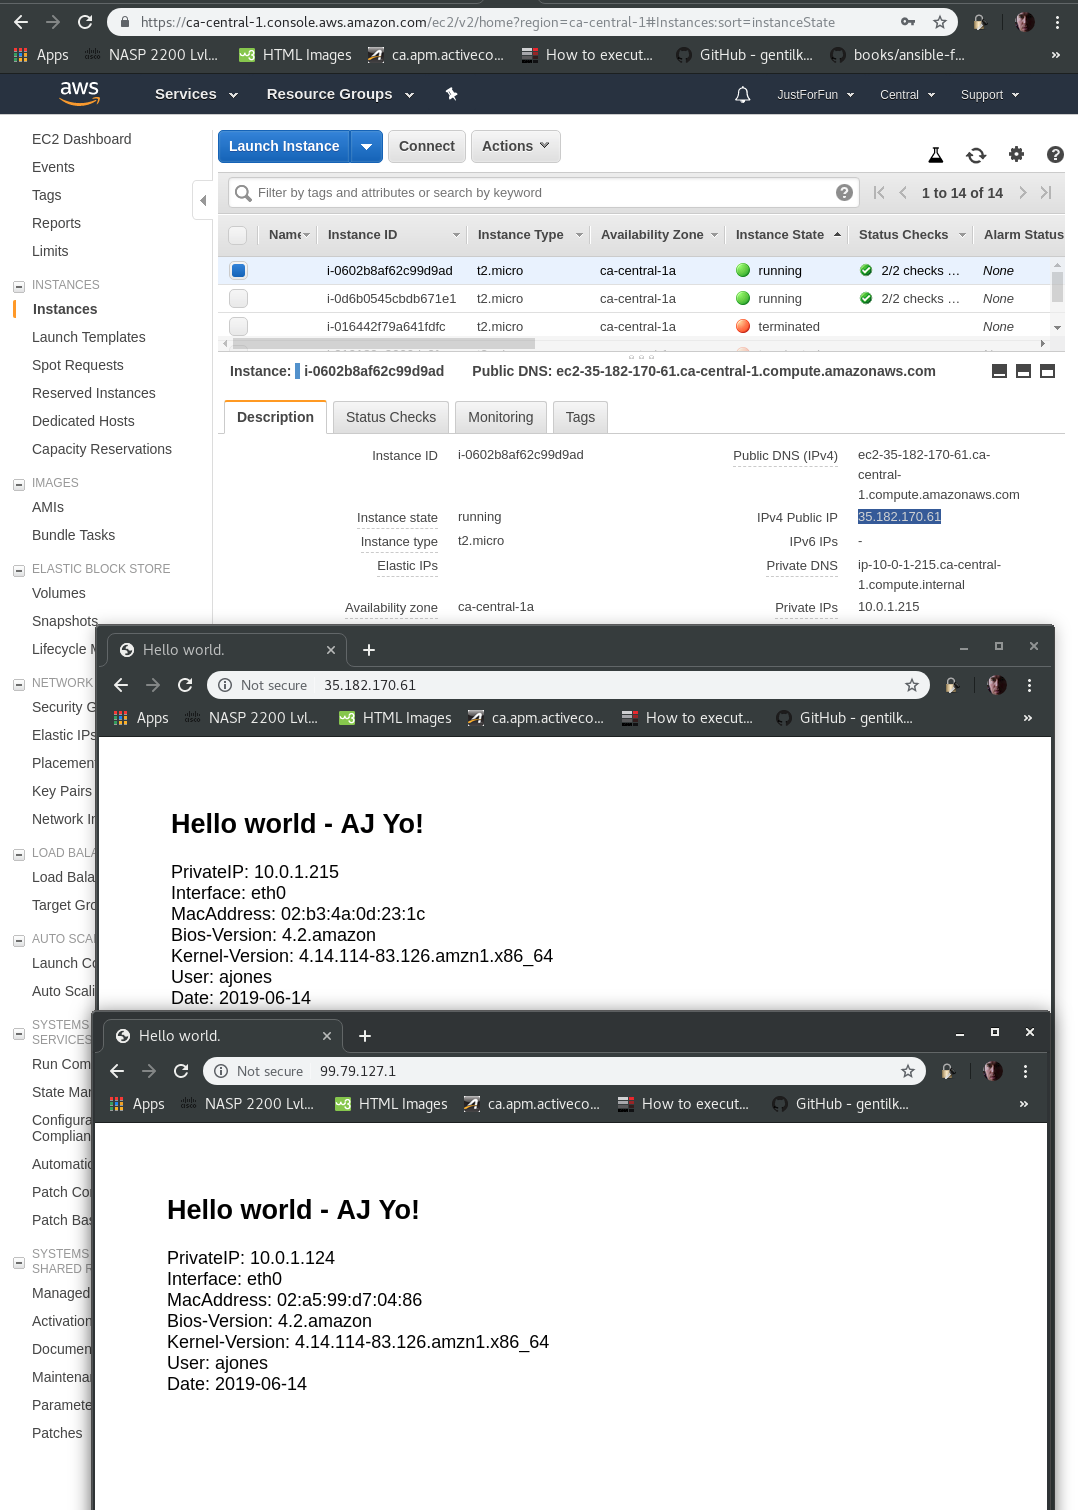 https://ca-central-1.console.aws.amazon.com/ec2/v2/home?region=ca-central-1#Instances:sort=instanceState
Apps NASP 2200 Lvl... HTML Images ca.apm.activeco... How to execut... GitHub - gentilk... books/ansible-f... »
aws Services Resource Groups JustForFun Central Support
EC2 Dashboard
Events
Tags
Reports
Limits
INSTANCES
Instances
Launch Templates
Spot Requests
Reserved Instances
Dedicated Hosts
Capacity Reservations
IMAGES
AMIs
Bundle Tasks
ELASTIC BLOCK STORE
Volumes
Snapshots
Lifecycle M
NETWORK
Security G
Elastic IPs
Placemen
Key Pairs
Network In
LOAD BALA
Load Bala
Target Gro
AUTO SCA
Launch Co
Auto Scali
SYSTEMS
SERVICES
Run Com
State Mar
Configura
Complian
Automatio
Patch Cor
Patch Bas
SYSTEMS
SHARED R
Managed
Activation
Documen
Maintenar
Paramete
Patches
Launch Instance Connect Actions
Filter by tags and attributes or search by keyword 1 to 14 of 14
Name Instance ID Instance Type Availability Zone Instance State Status Checks Alarm Status
i-0602b8af62c99d9ad t2.micro ca-central-1a running 2/2 checks ... None
i-0d6b0545cbdb671e1 t2.micro ca-central-1a running 2/2 checks ... None
i-016442f79a641fdfc t2.micro ca-central-1a terminated None
Instance: i-0602b8af62c99d9ad Public DNS: ec2-35-182-170-61.ca-central-1.compute.amazonaws.com
Description Status Checks Monitoring Tags
Instance ID i-0602b8af62c99d9ad Public DNS (IPv4) ec2-35-182-170-61.ca-
central-
1.compute.amazonaws.com
Instance state running IPv4 Public IP 35.182.170.61
Instance type t2.micro IPv6 IPs -
Elastic IPs Private DNS ip-10-0-1-215.ca-central-
1.compute.internal
Availability zone ca-central-1a Private IPs 10.0.1.215
Hello world.
Not secure 35.182.170.61
Apps NASP 2200 Lvl... HTML Images ca.apm.activeco... How to execut... GitHub - gentilk... »
Hello world - AJ Yo!
PrivateIP: 10.0.1.215
Interface: eth0
MacAddress: 02:b3:4a:0d:23:1c
Bios-Version: 4.2.amazon
Kernel-Version: 4.14.114-83.126.amzn1.x86_64
User: ajones
Date: 2019-06-14
Hello world.
Not secure 99.79.127.1
Apps NASP 2200 Lvl... HTML Images ca.apm.activeco... How to execut... GitHub - gentilk... »
Hello world - AJ Yo!
PrivateIP: 10.0.1.124
Interface: eth0
MacAddress: 02:a5:99:d7:04:86
Bios-Version: 4.2.amazon
Kernel-Version: 4.14.114-83.126.amzn1.x86_64
User: ajones
Date: 2019-06-14